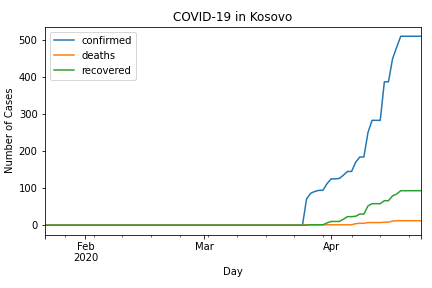 COVID-19 in Kosovo
confirmed
deaths
recovered
Number of Cases
500
400
300
200
100
0
Feb
2020
Mar
Apr
Day